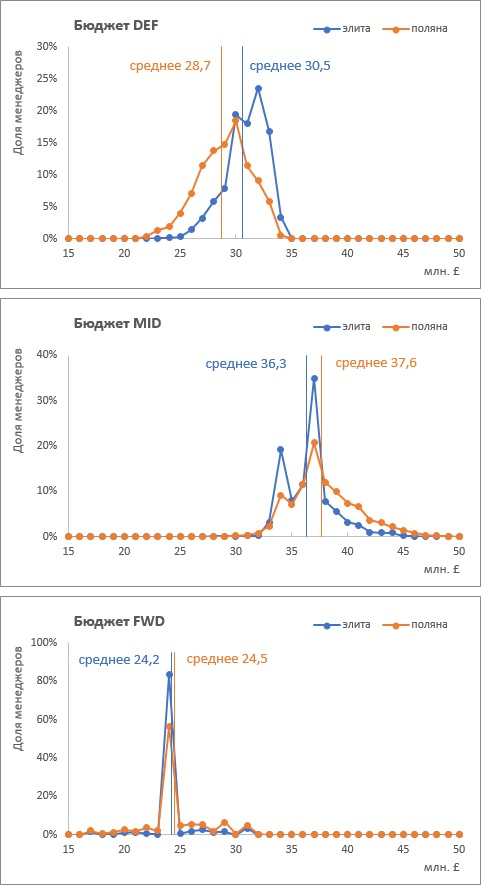 Бюджет DEF
элита
поляна
Доля менеджеров
среднее 28,7
среднее 30,5
30%
25%
20%
15%
10%
5%
0%
15 20 25 30 35 40 45 50
млн. £
Бюджет MID
элита
поляна
Доля менеджеров
среднее 36,3
среднее 37,6
40%
30%
20%
10%
0%
15 20 25 30 35 40 45 50
млн. £
Бюджет FWD
элита
поляна
Доля менеджеров
среднее 24,2
среднее 24,5
100%
80%
60%
40%
20%
0%
15 20 25 30 35 40 45 50
млн. £